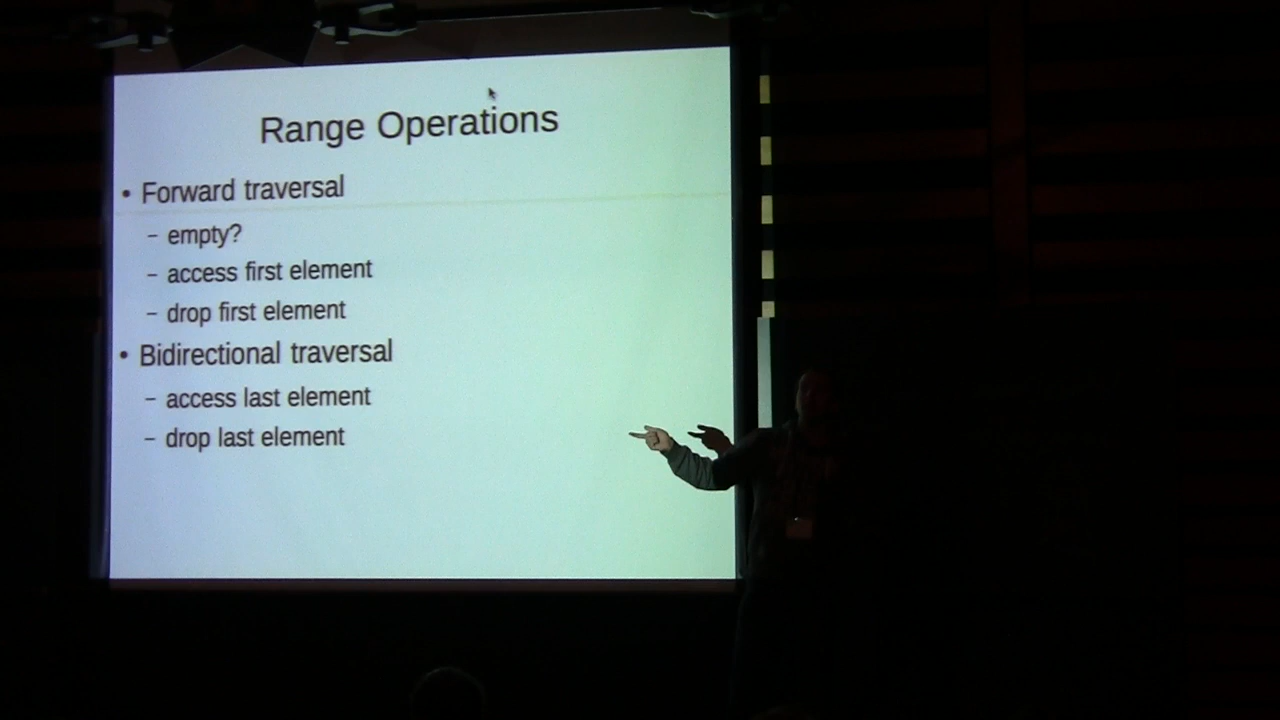 Range Operations
• Forward traversal
– empty?
– access first element
– drop first element
• Bidirectional traversal
– access last element
– drop last element